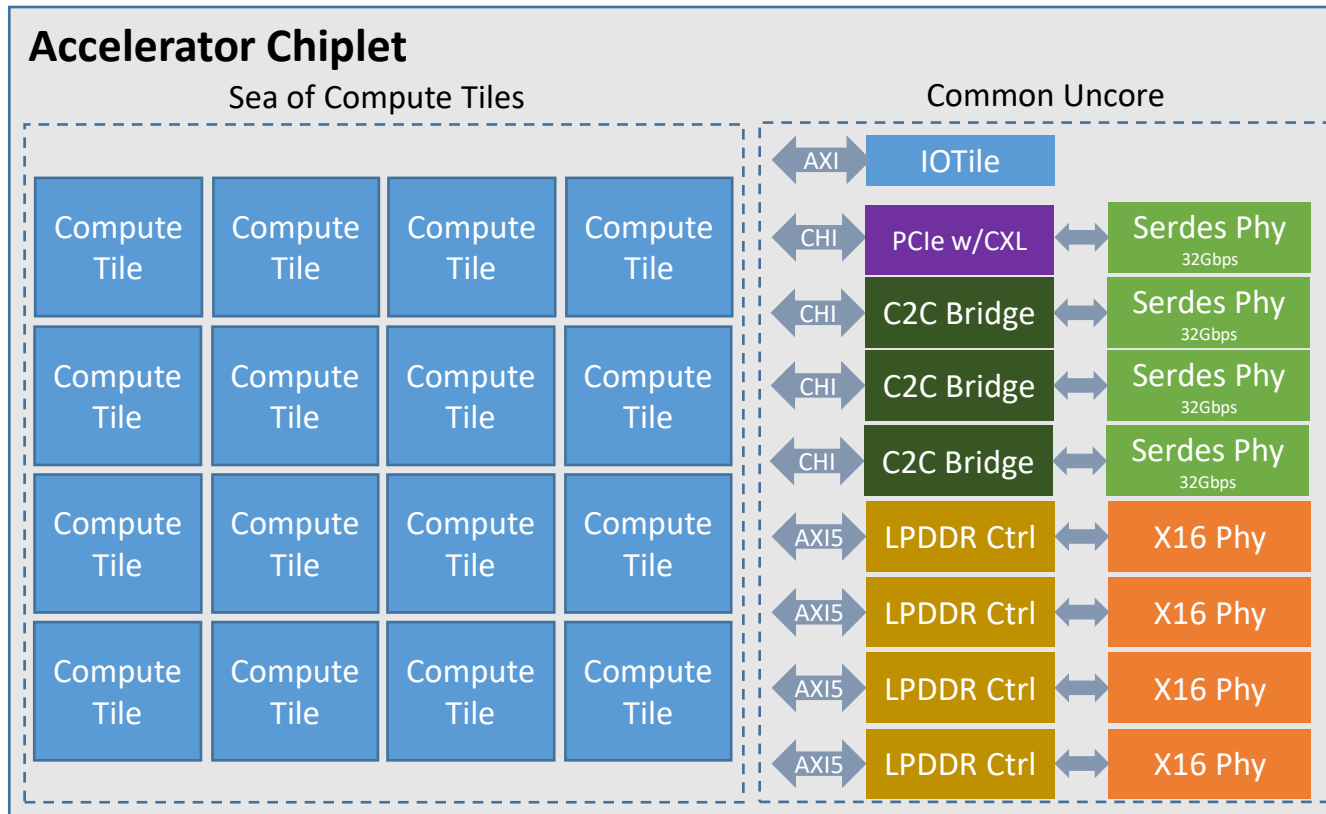 Accelerator Chiplet
Sea of Compute Tiles
Common Uncore
Compute
Tile
Compute
Tile
Compute
Tile
Compute
Tile
Compute
Tile
Compute
Tile
Compute
Tile
Compute
Tile
Compute
Tile
Compute
Tile
Compute
Tile
Compute
Tile
Compute
Tile
Compute
Tile
Compute
Tile
Compute
Tile
AXI
IOTile
CHI
PCIe w/CXL
Serdes Phy
32Gbps
CHI
C2C Bridge
Serdes Phy
32Gbps
CHI
C2C Bridge
Serdes Phy
32Gbps
CHI
C2C Bridge
Serdes Phy
32Gbps
AXI5
LPDDR Ctrl
X16 Phy
AXI5
LPDDR Ctrl
X16 Phy
AXI5
LPDDR Ctrl
X16 Phy
AXI5
LPDDR Ctrl
X16 Phy